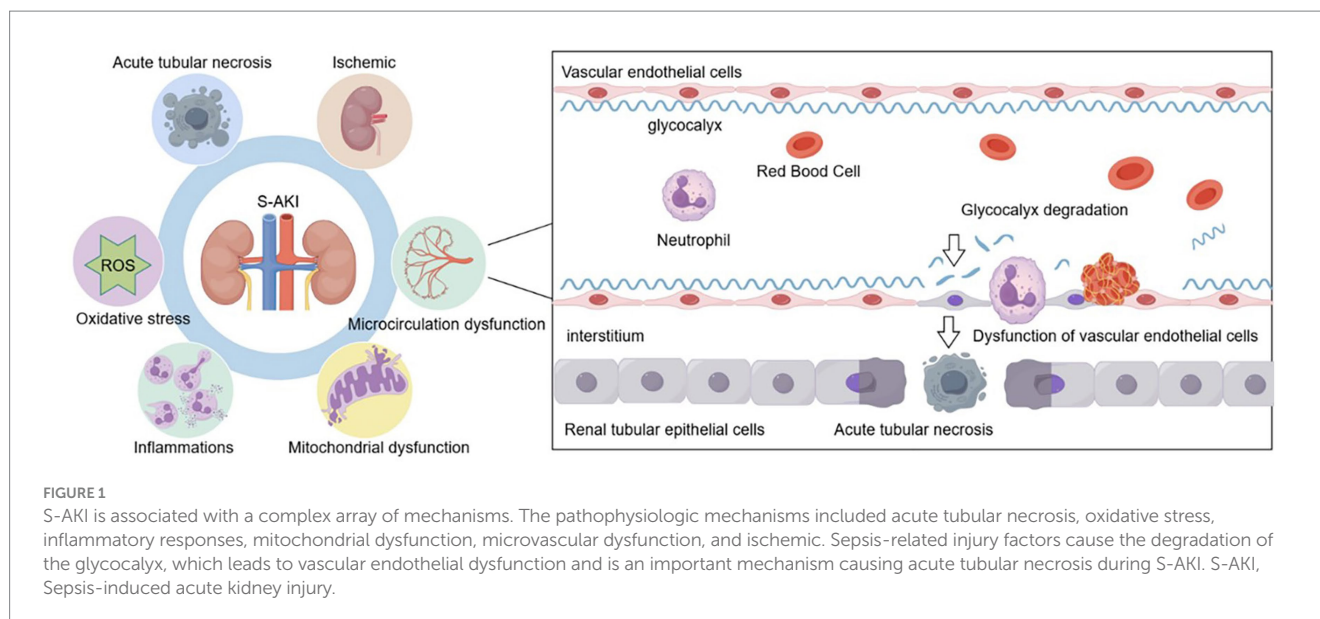 Acute tubular necrosis
Ischemic
S-AKI
ROS
Oxidative stress
Microcirculation dysfunction
Inflammations
Mitochondrial dysfunction
Vascular endothelial cells
glycocalyx
Red Bood Cell
Neutrophil
Glycocalyx degradation
interstitium
Dysfunction of vascular endothelial cells
Renal tubular epithelial cells
Acute tubular necrosis
FIGURE 1
S-AKI is associated with a complex array of mechanisms. The pathophysiologic mechanisms included acute tubular necrosis, oxidative stress,
inflammatory responses, mitochondrial dysfunction, microvascular dysfunction, and ischemic. Sepsis-related injury factors cause the degradation of
the glycocalyx, which leads to vascular endothelial dysfunction and is an important mechanism causing acute tubular necrosis during S-AKI. S-AKI,
Sepsis-induced acute kidney injury.